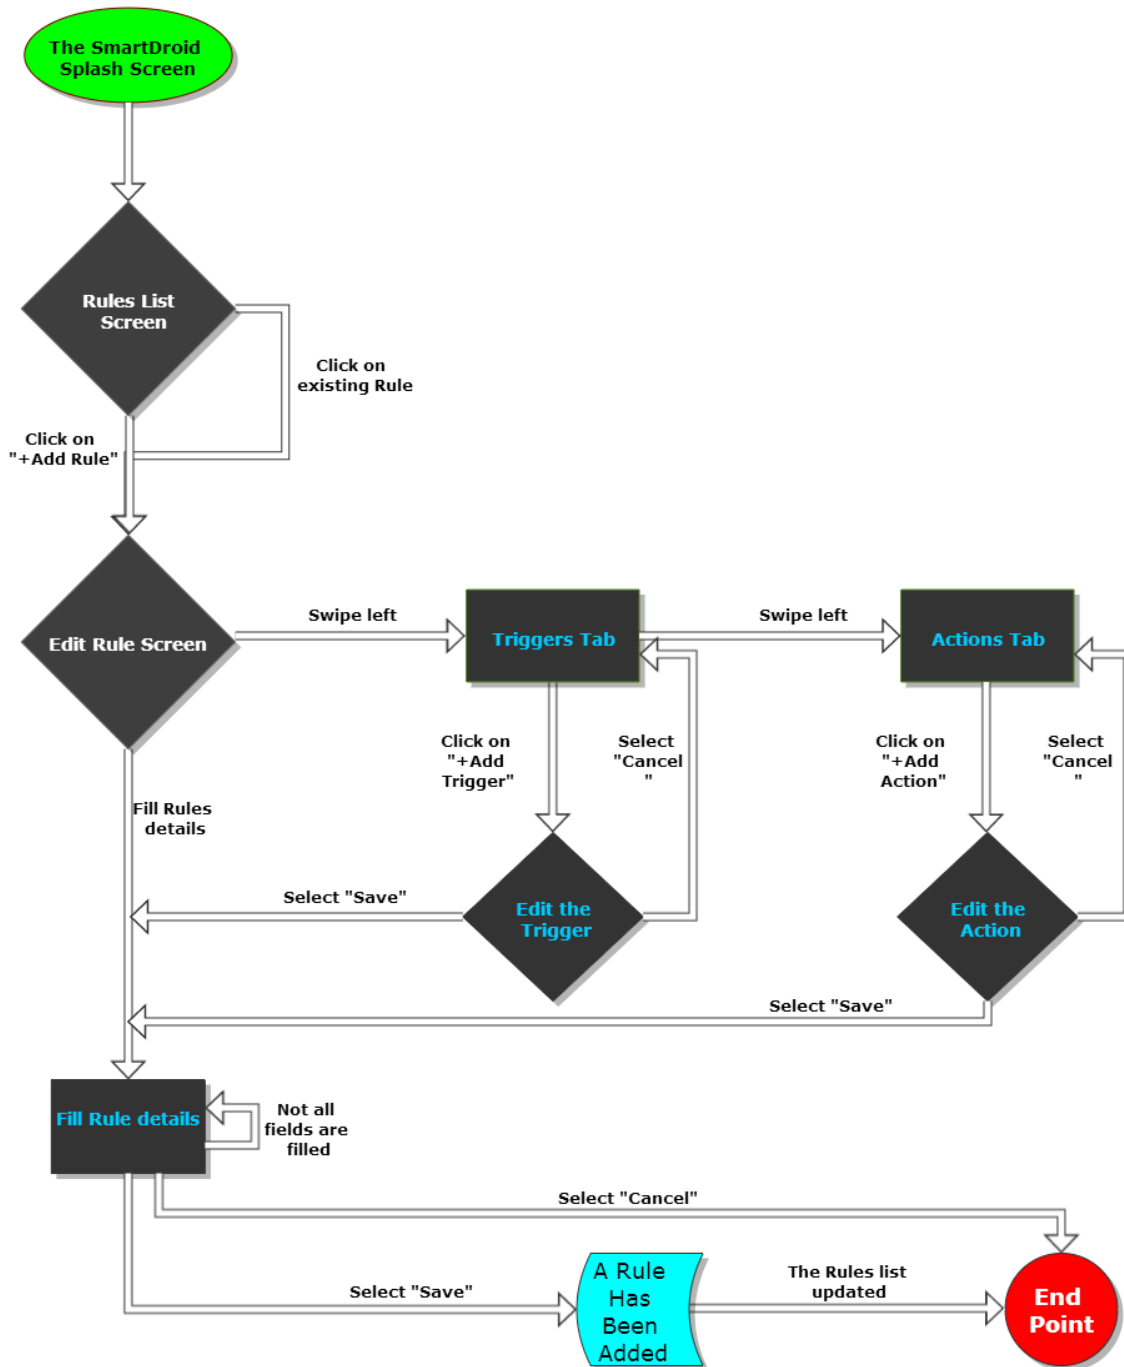 The SmartDroid
Splash Screen
Rules List
Screen
Click on
existing Rule
Click on
"+Add Rule"
Edit Rule Screen
Swipe left
Triggers Tab
Swipe left
Actions Tab
Click on
"+Add
Trigger"
Select
"Cancel
"
Click on
"+Add
Action"
Select
"Cancel
"
Fill Rules
details
Select "Save"
Edit the
Trigger
Edit the
Action
Select "Save"
Fill Rule details
Not all
fields are
filled
Select "Cancel"
Select "Save"
A Rule
Has
Been
Added
The Rules list
updated
End
Point